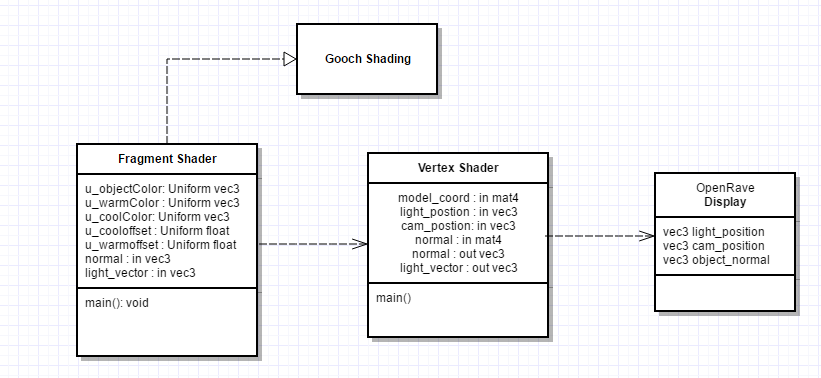 Gooch Shading
Fragment Shader
u_objectColor: Uniform vec3
u_warmColor : Uniform vec3
u_coolColor: Uniform vec3
u_cooloffset : Uniform float
u_warmoffset : Uniform float
normal : in vec3
light_vector : in vec3
main(): void
Vertex Shader
model_coord : in mat4
light_postion : in vec3
cam_postion: in vec3
normal : in mat4
normal : out vec3
light_vector : out vec3
main()
OpenRave
Display
vec3 light_position
vec3 cam_position
vec3 object_normal